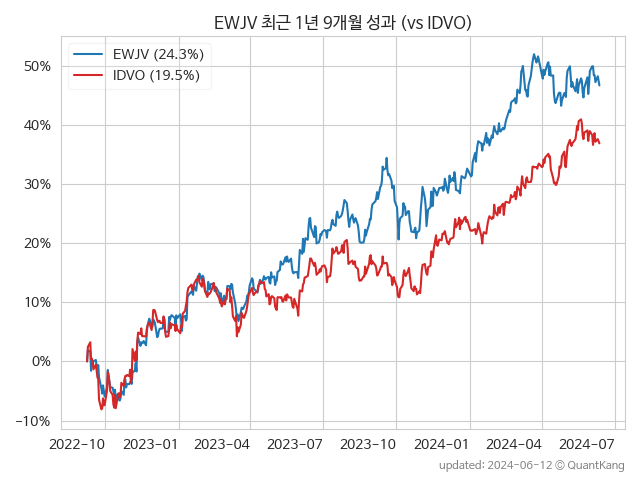 EWJV 최근 1년 9개월 성과 (vs IDVO)
EWJV (24.3%)
IDVO (19.5%)
50%
40%
30%
20%
10%
0%
−10%
2022-10 2023-01 2023-04 2023-07 2023-10 2024-01 2024-04 2024-07
updated: 2024-06-12 © QuantKang